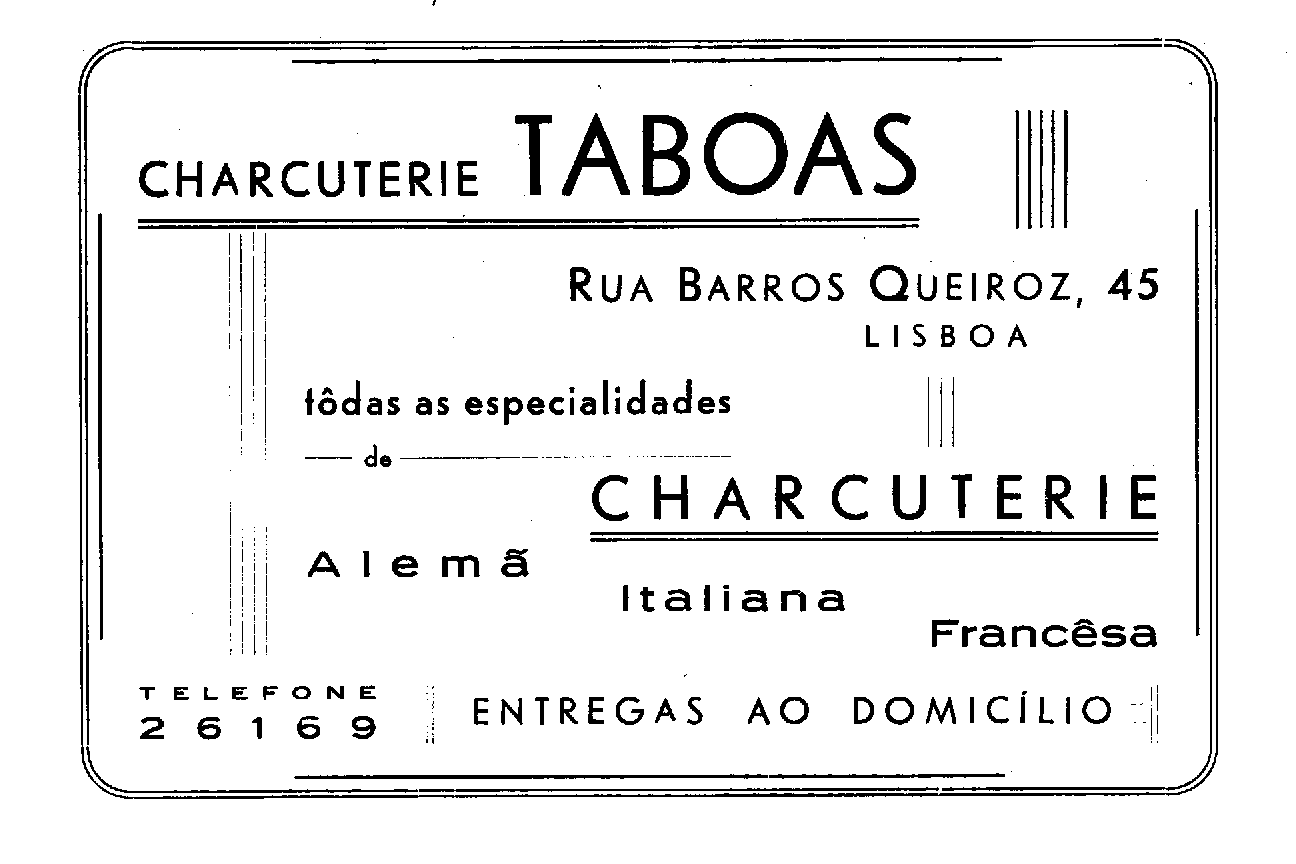 CHARCUTERIE TABOAS
RUA BARROS QUEIROZ, 45
LISBOA
tôdas as especialidades
de
CHARCUTERIE
Alemã
Italiana
Francêsa
TELEFONE
26169
ENTREGAS AO DOMICÍLIO